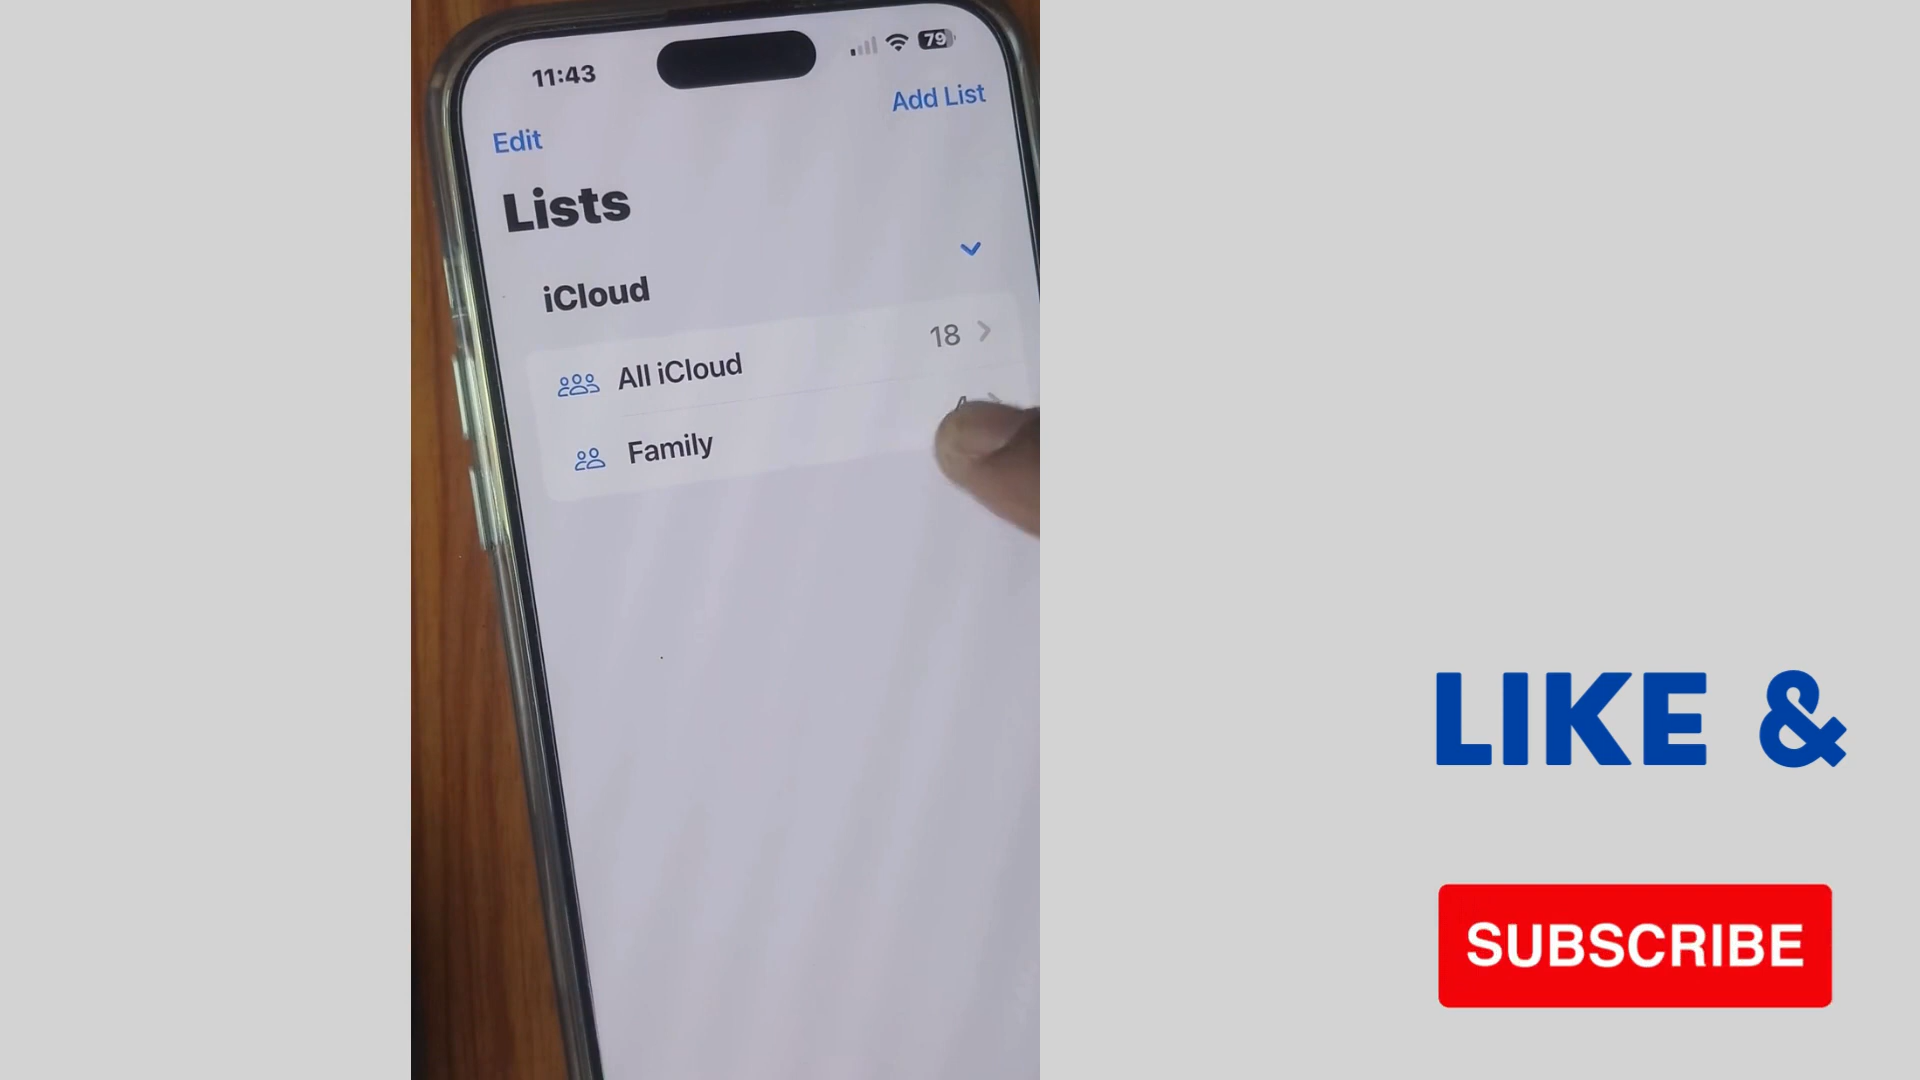 11:43
79
Add List
Edit
Lists
iCloud
All iCloud 18
Family
LIKE &
SUBSCRIBE